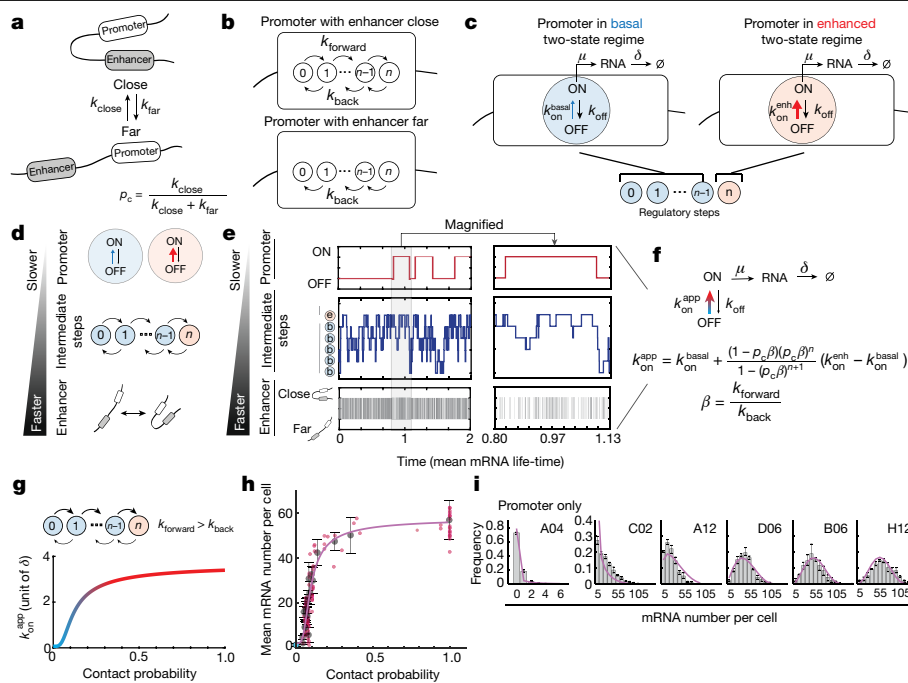 a
Promoter
Enhancer
Close
k_close
k_far
Far
Enhancer
Promoter
p_c = k_close / (k_close + k_far)
b
Promoter with enhancer close
k_forward
0 1 ··· n–1 n
k_back
Promoter with enhancer far
0 1 ··· n–1 n
k_back
c
Promoter in basal
two-state regime
μ RNA δ ∅
ON
k_on^basal k_off
OFF
Promoter in enhanced
two-state regime
μ RNA δ ∅
ON
k_on^enh k_off
OFF
0 1 ··· n–1 n
Regulatory steps
d
Slower
Faster
Promoter
ON
OFF
ON
OFF
Intermediate
steps
0 1 ··· n–1 n
Enhancer
e
Slower
Faster
Magnified
Promoter
ON
OFF
Intermediate
steps
e
b
b
b
b
b
Enhancer
Close
Far
0 1 2
0.80 0.97 1.13
Time (mean mRNA life-time)
f
ON μ RNA δ ∅
k_on^app k_off
OFF
k_on^app = k_on^basal + (1 – p_cβ)(p_cβ)^n / (1 – (p_cβ)^(n+1)) (k_on^enh – k_on^basal)
β = k_forward / k_back
g
0 1 ··· n–1 n
k_forward > k_back
k_on^app (unit of δ)
4
2
0
0 0.5 1.0
Contact probability
h
Mean mRNA number per cell
60
40
20
0
0 0.5 1.0
Contact probability
i
Promoter only
Frequency
A04
0.8
0.6
0.4
0.2
0
0 2 4 6
0.4
0.3
0.2
0.1
0
C02
5 55 105
A12
5 55 105
D06
5 55 105
B06
5 55 105
H12
5 55 105
mRNA number per cell